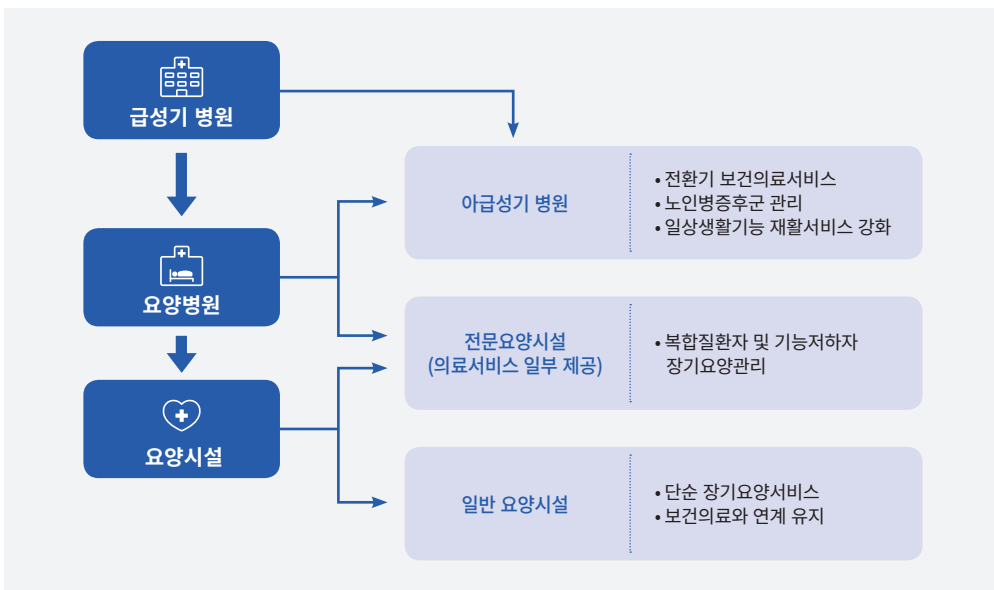 급성기 병원
요양병원
요양시설
아급성기 병원
• 전환기 보건의료서비스
• 노인병증후군 관리
• 일상생활기능 재활서비스 강화
전문요양시설
(의료서비스 일부 제공)
• 복합질환자 및 기능저하자
장기요양관리
일반 요양시설
• 단순 장기요양서비스
• 보건의료와 연계 유지